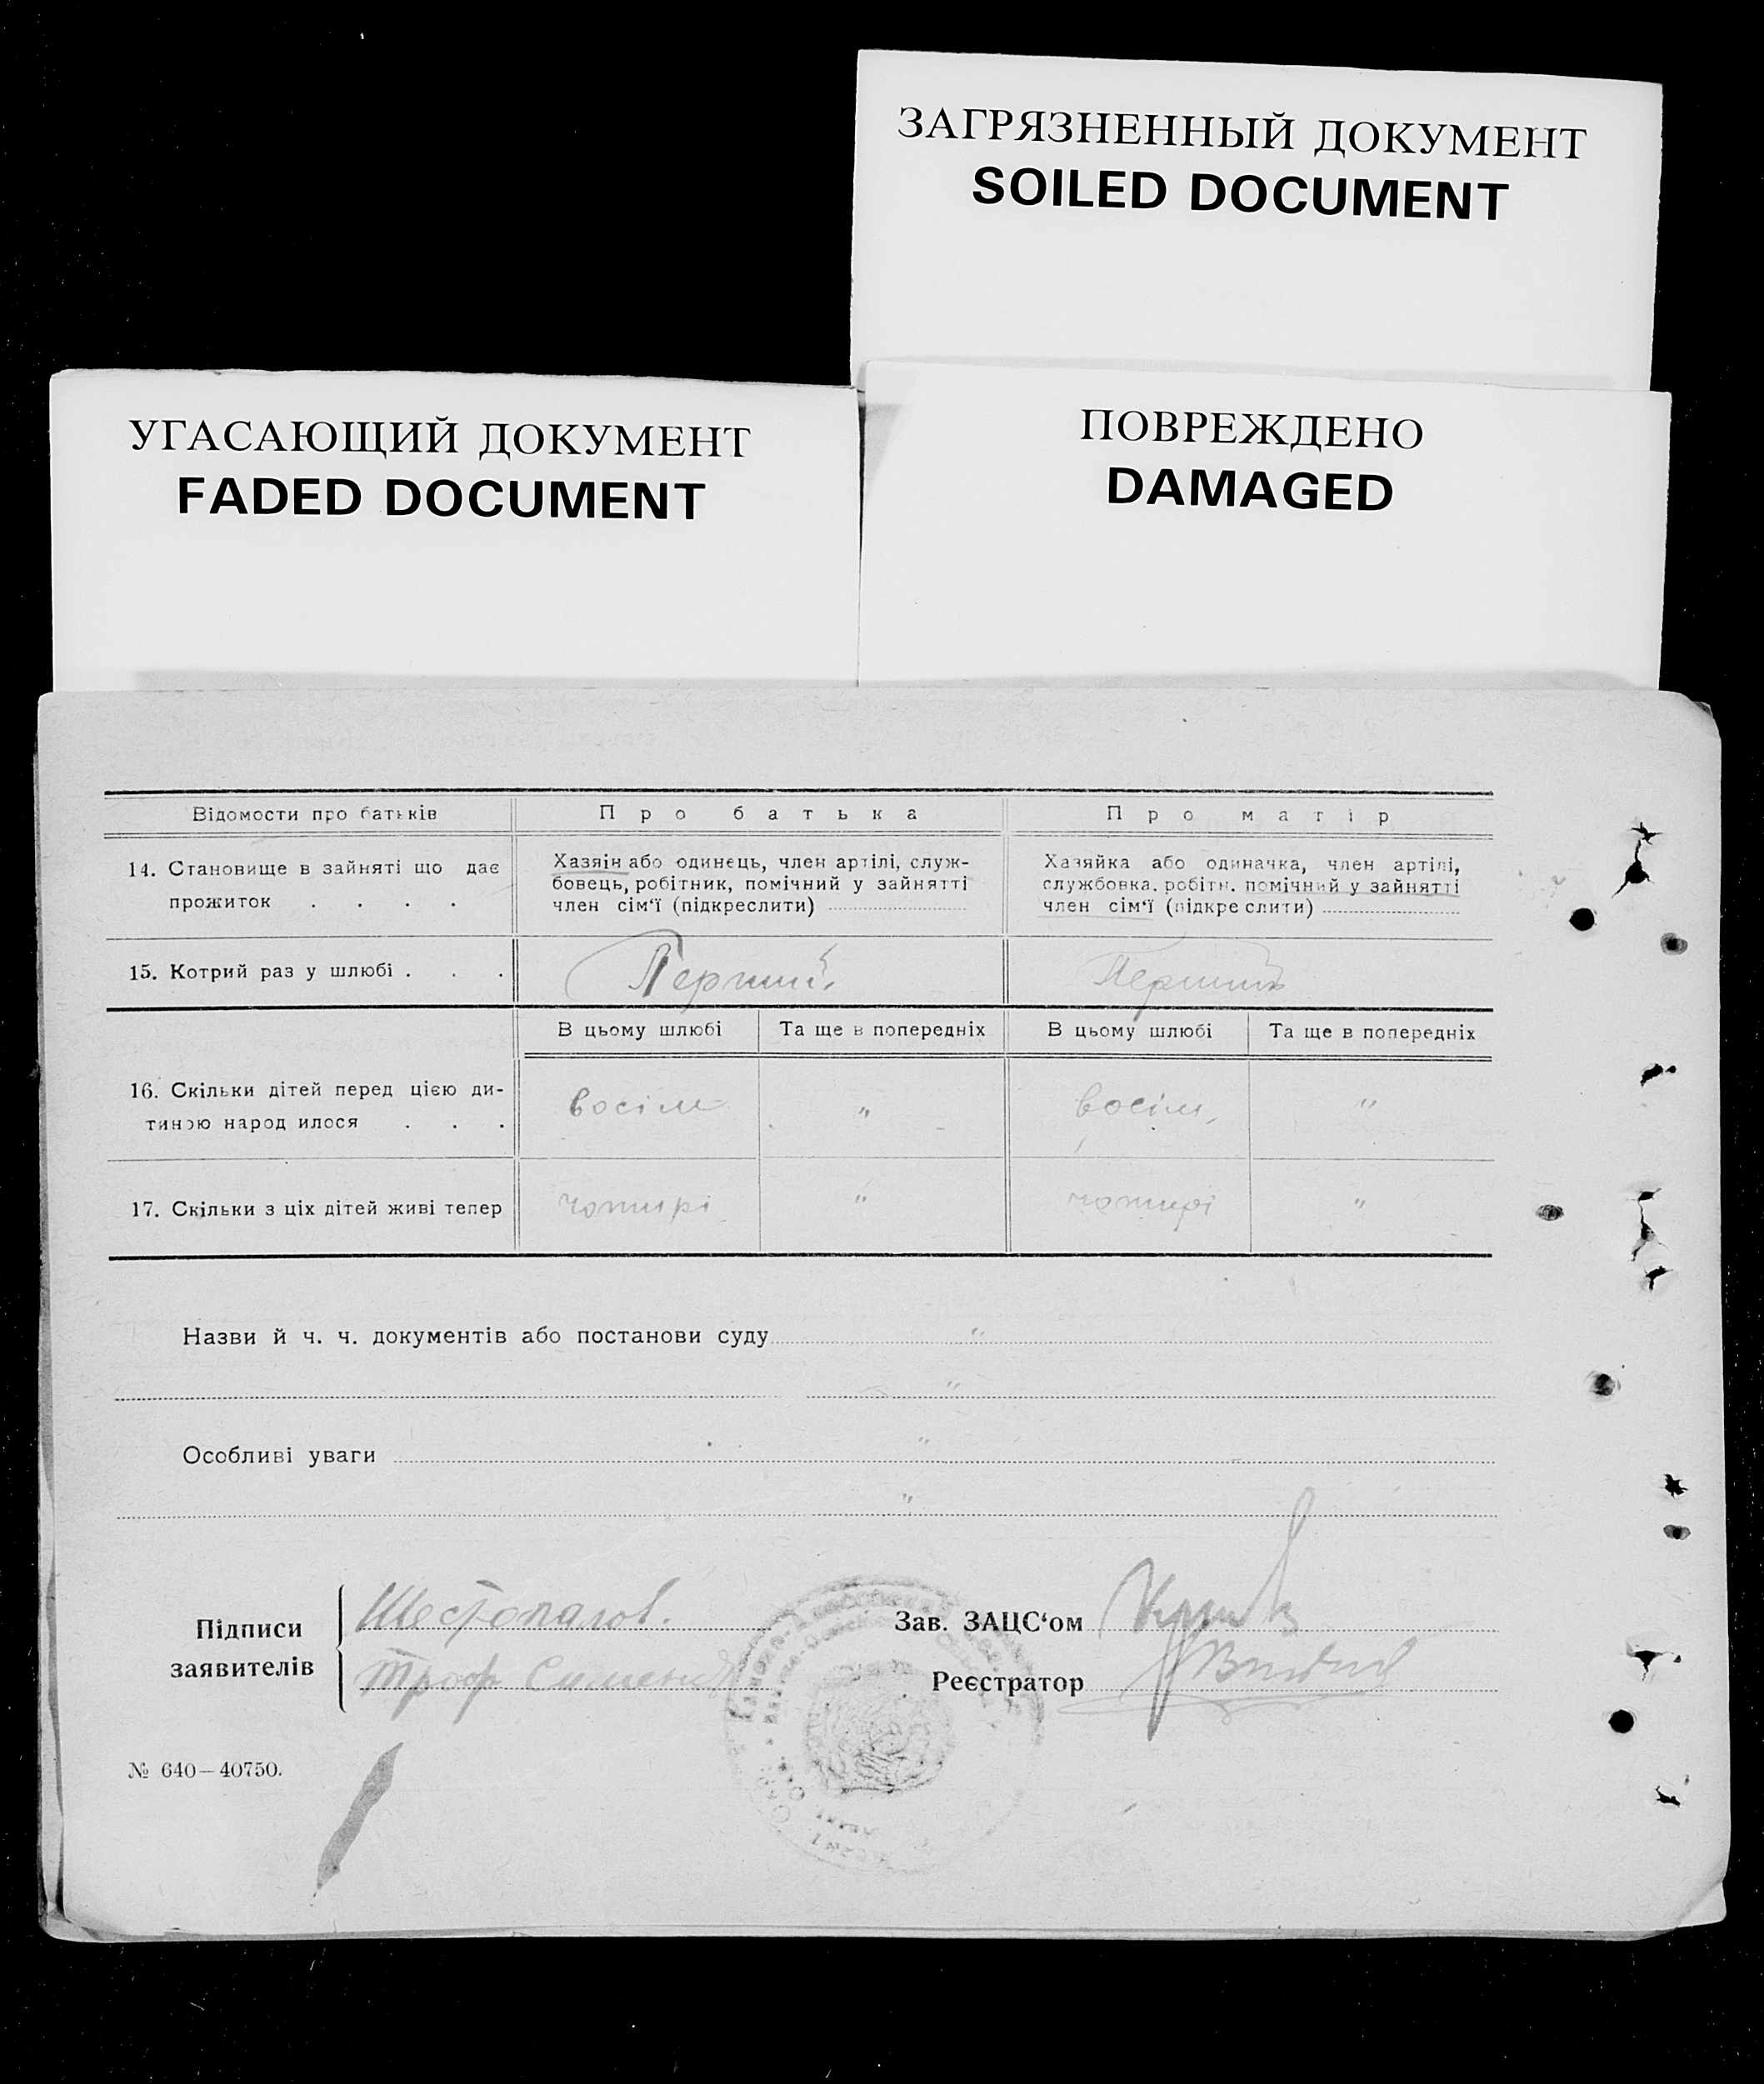 ЗАГРЯЗНЕННЫЙ ДОКУМЕНТ
SOILED DOCUMENT
УГАСАЮЩИЙ ДОКУМЕНТ
FADED DOCUMENT
ПОВРЕЖДЕНО
DAMAGED
Відомости про батьків
Про батька
Про матір
14. Становище в зайняті що дає
прожиток . . . .
Хазяїн або одинець, член артілі, служ-
бовець, робітник, помічний у зайнятті
член сім‘ї (підкреслити)
Хазяйка або одиначка, член артілі,
службовка. робітн. помічний у зайнятті
член сім‘ї (підкреслити)
15. Котрий раз у шлюбі . . .
Перший
Перший
В цьому шлюбі
Та ще в попередніх
В цьому шлюбі
Та ще в попередніх
16. Скільки дітей перед цією ди-
тиною народилося . . .
восім
"
восім
"
17. Скільки з ціх дітей живі тепер
чотирі
"
чотирі
"
Назви й ч. ч. документів або постанови суду "
"
Особливі уваги "
"
Підписи
заявителів
Шестопалов.
Троф
Зав. ЗАЦС‘ом
Реєстратор
№ 640—40750.